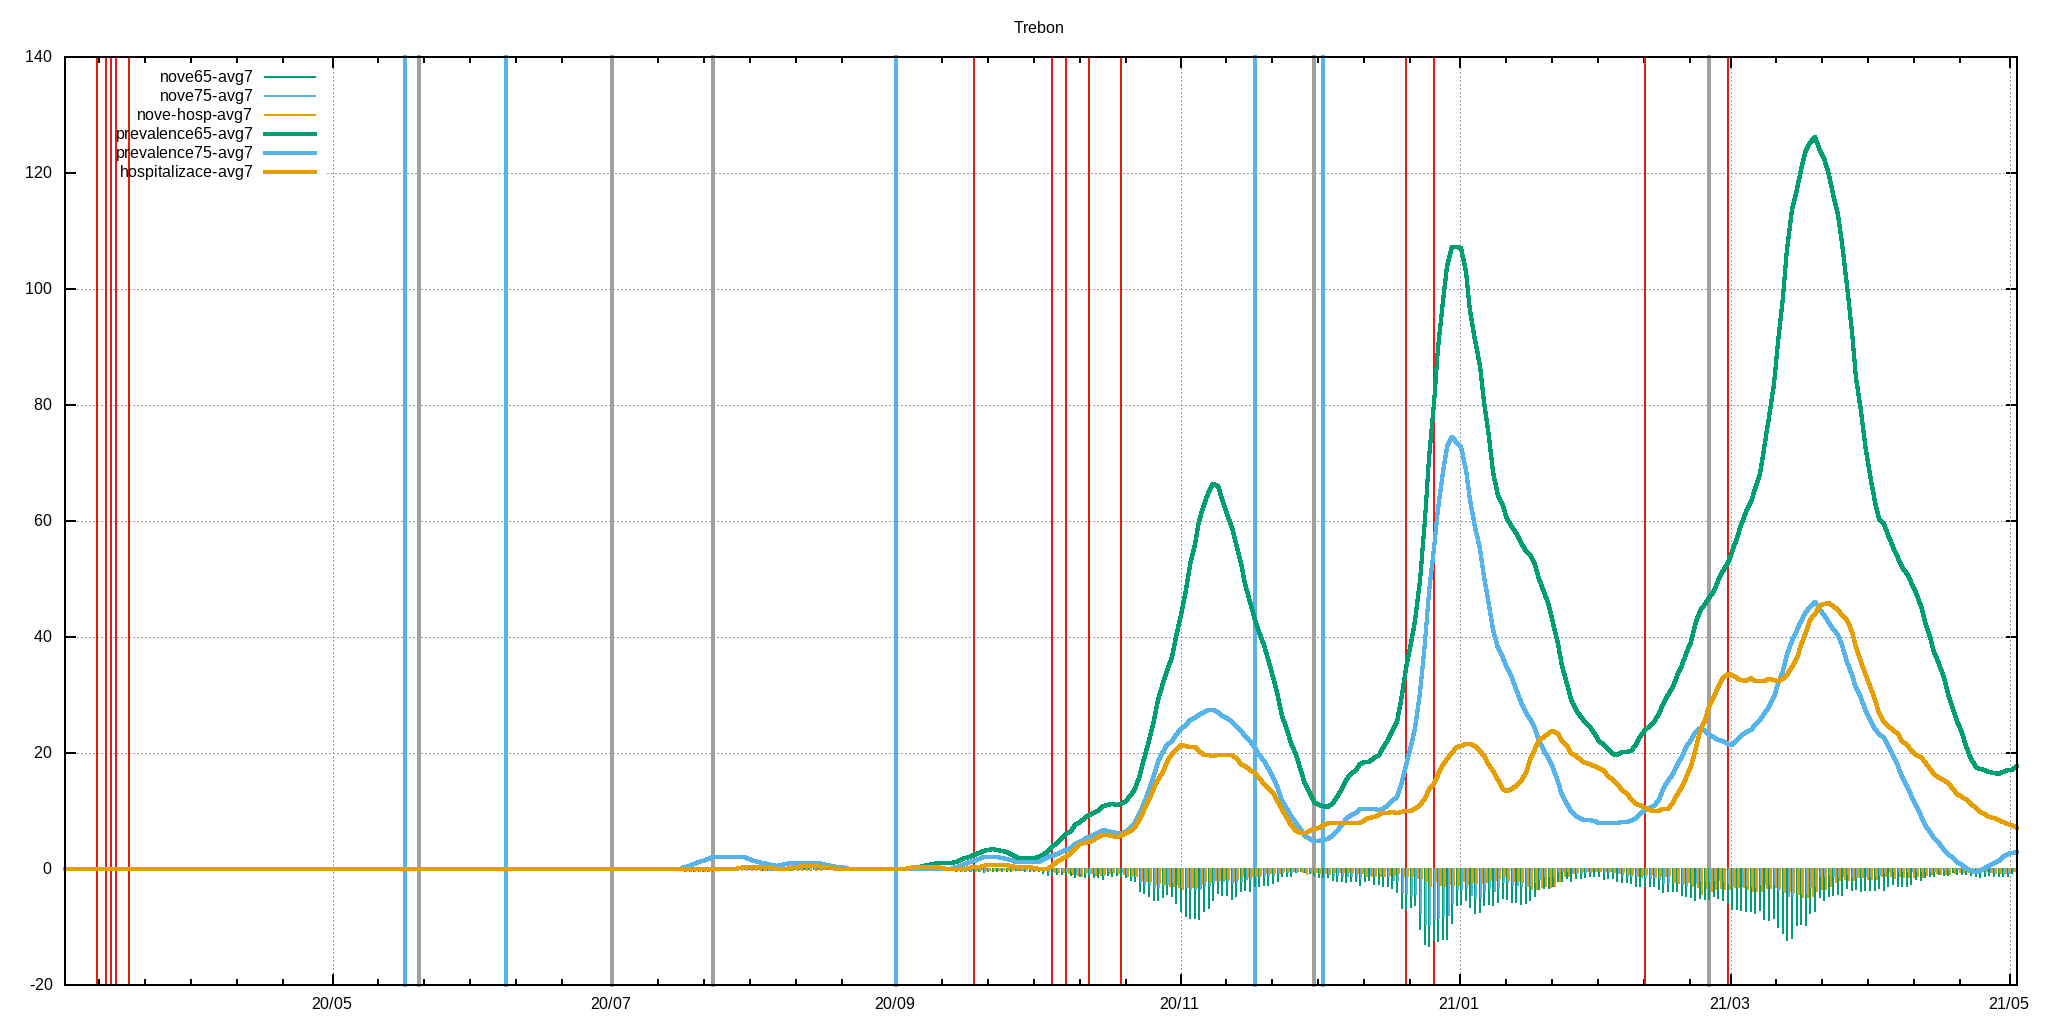 Trebon
140
nove65-avg7
nove75-avg7
nove-hosp-avg7
prevalence65-avg7
prevalence75-avg7
hospitalizace-avg7
120
100
80
60
40
20
0
-20
20/05 20/07 20/09 20/11 21/01 21/03 21/05